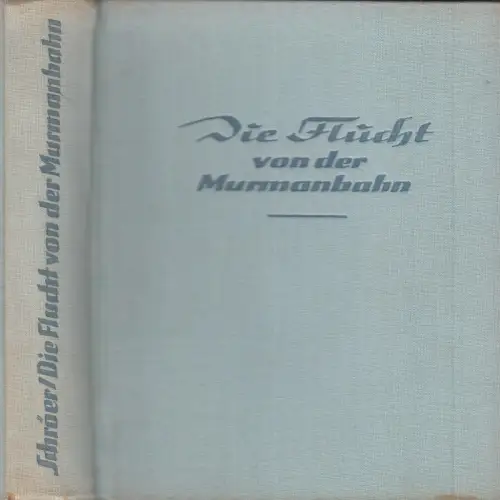 Schröer/Die Flucht von der Murmanbahn
Die Flucht
von der
Murmanbahn